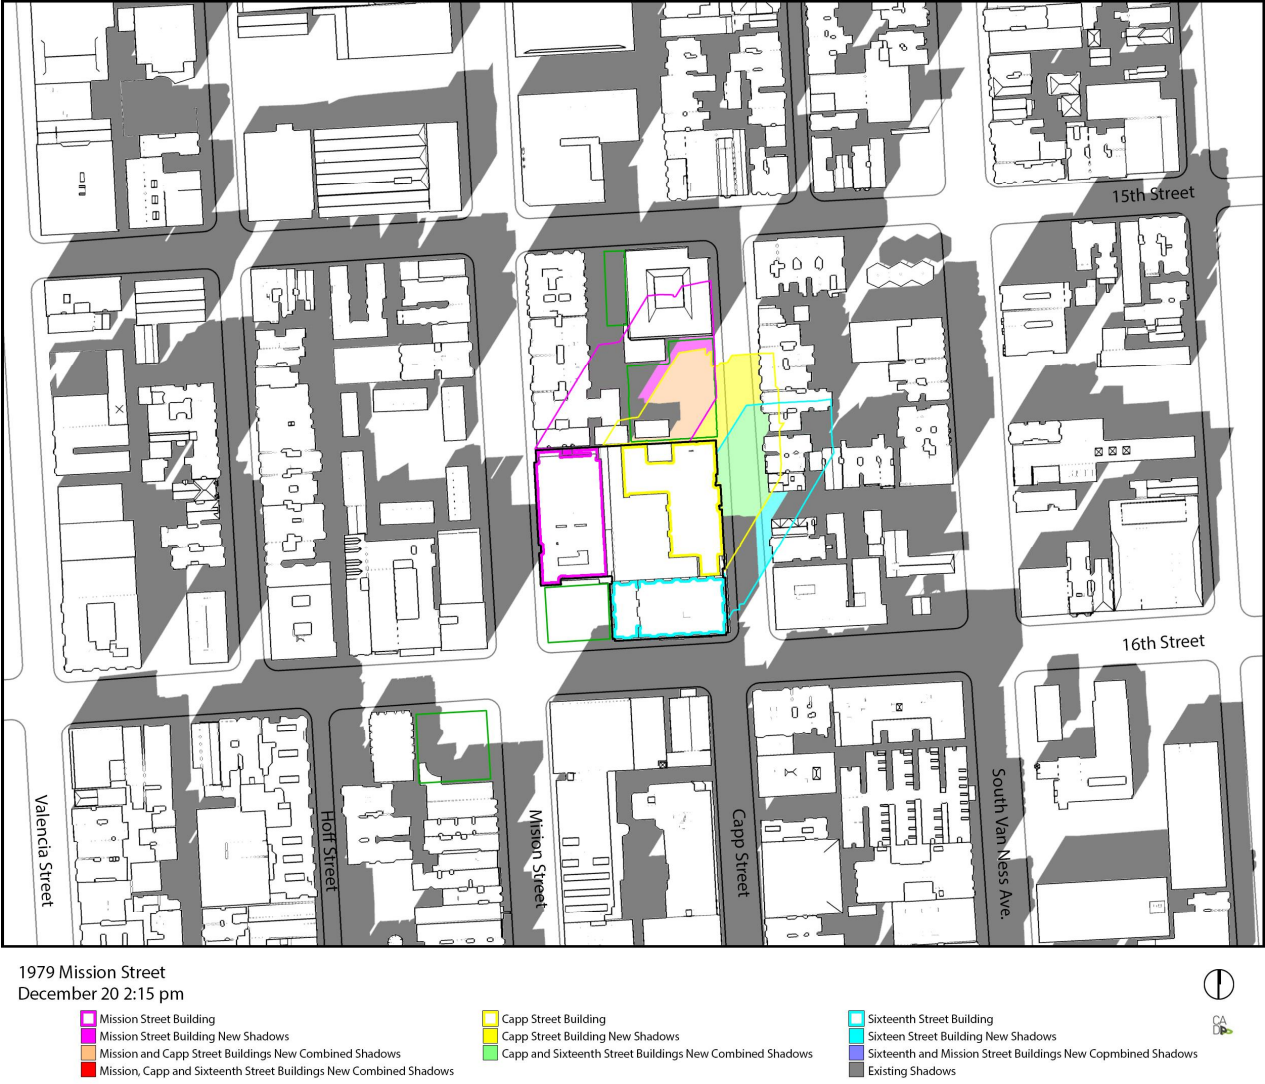 15th Street
16th Street
Valencia Street
Hoff Street
Mision Street
Capp Street
South Van Ness Ave.
1979 Mission Street
December 20 2:15 pm
Mission Street Building
Mission Street Building New Shadows
Mission and Capp Street Buildings New Combined Shadows
Mission, Capp and Sixteenth Street Buildings New Combined Shadows
Capp Street Building
Capp Street Building New Shadows
Capp and Sixteenth Street Buildings New Combined Shadows
Sixteenth Street Building
Sixteen Street Building New Shadows
Sixteenth and Mission Street Buildings New Copmbined Shadows
Existing Shadows
CA
DP